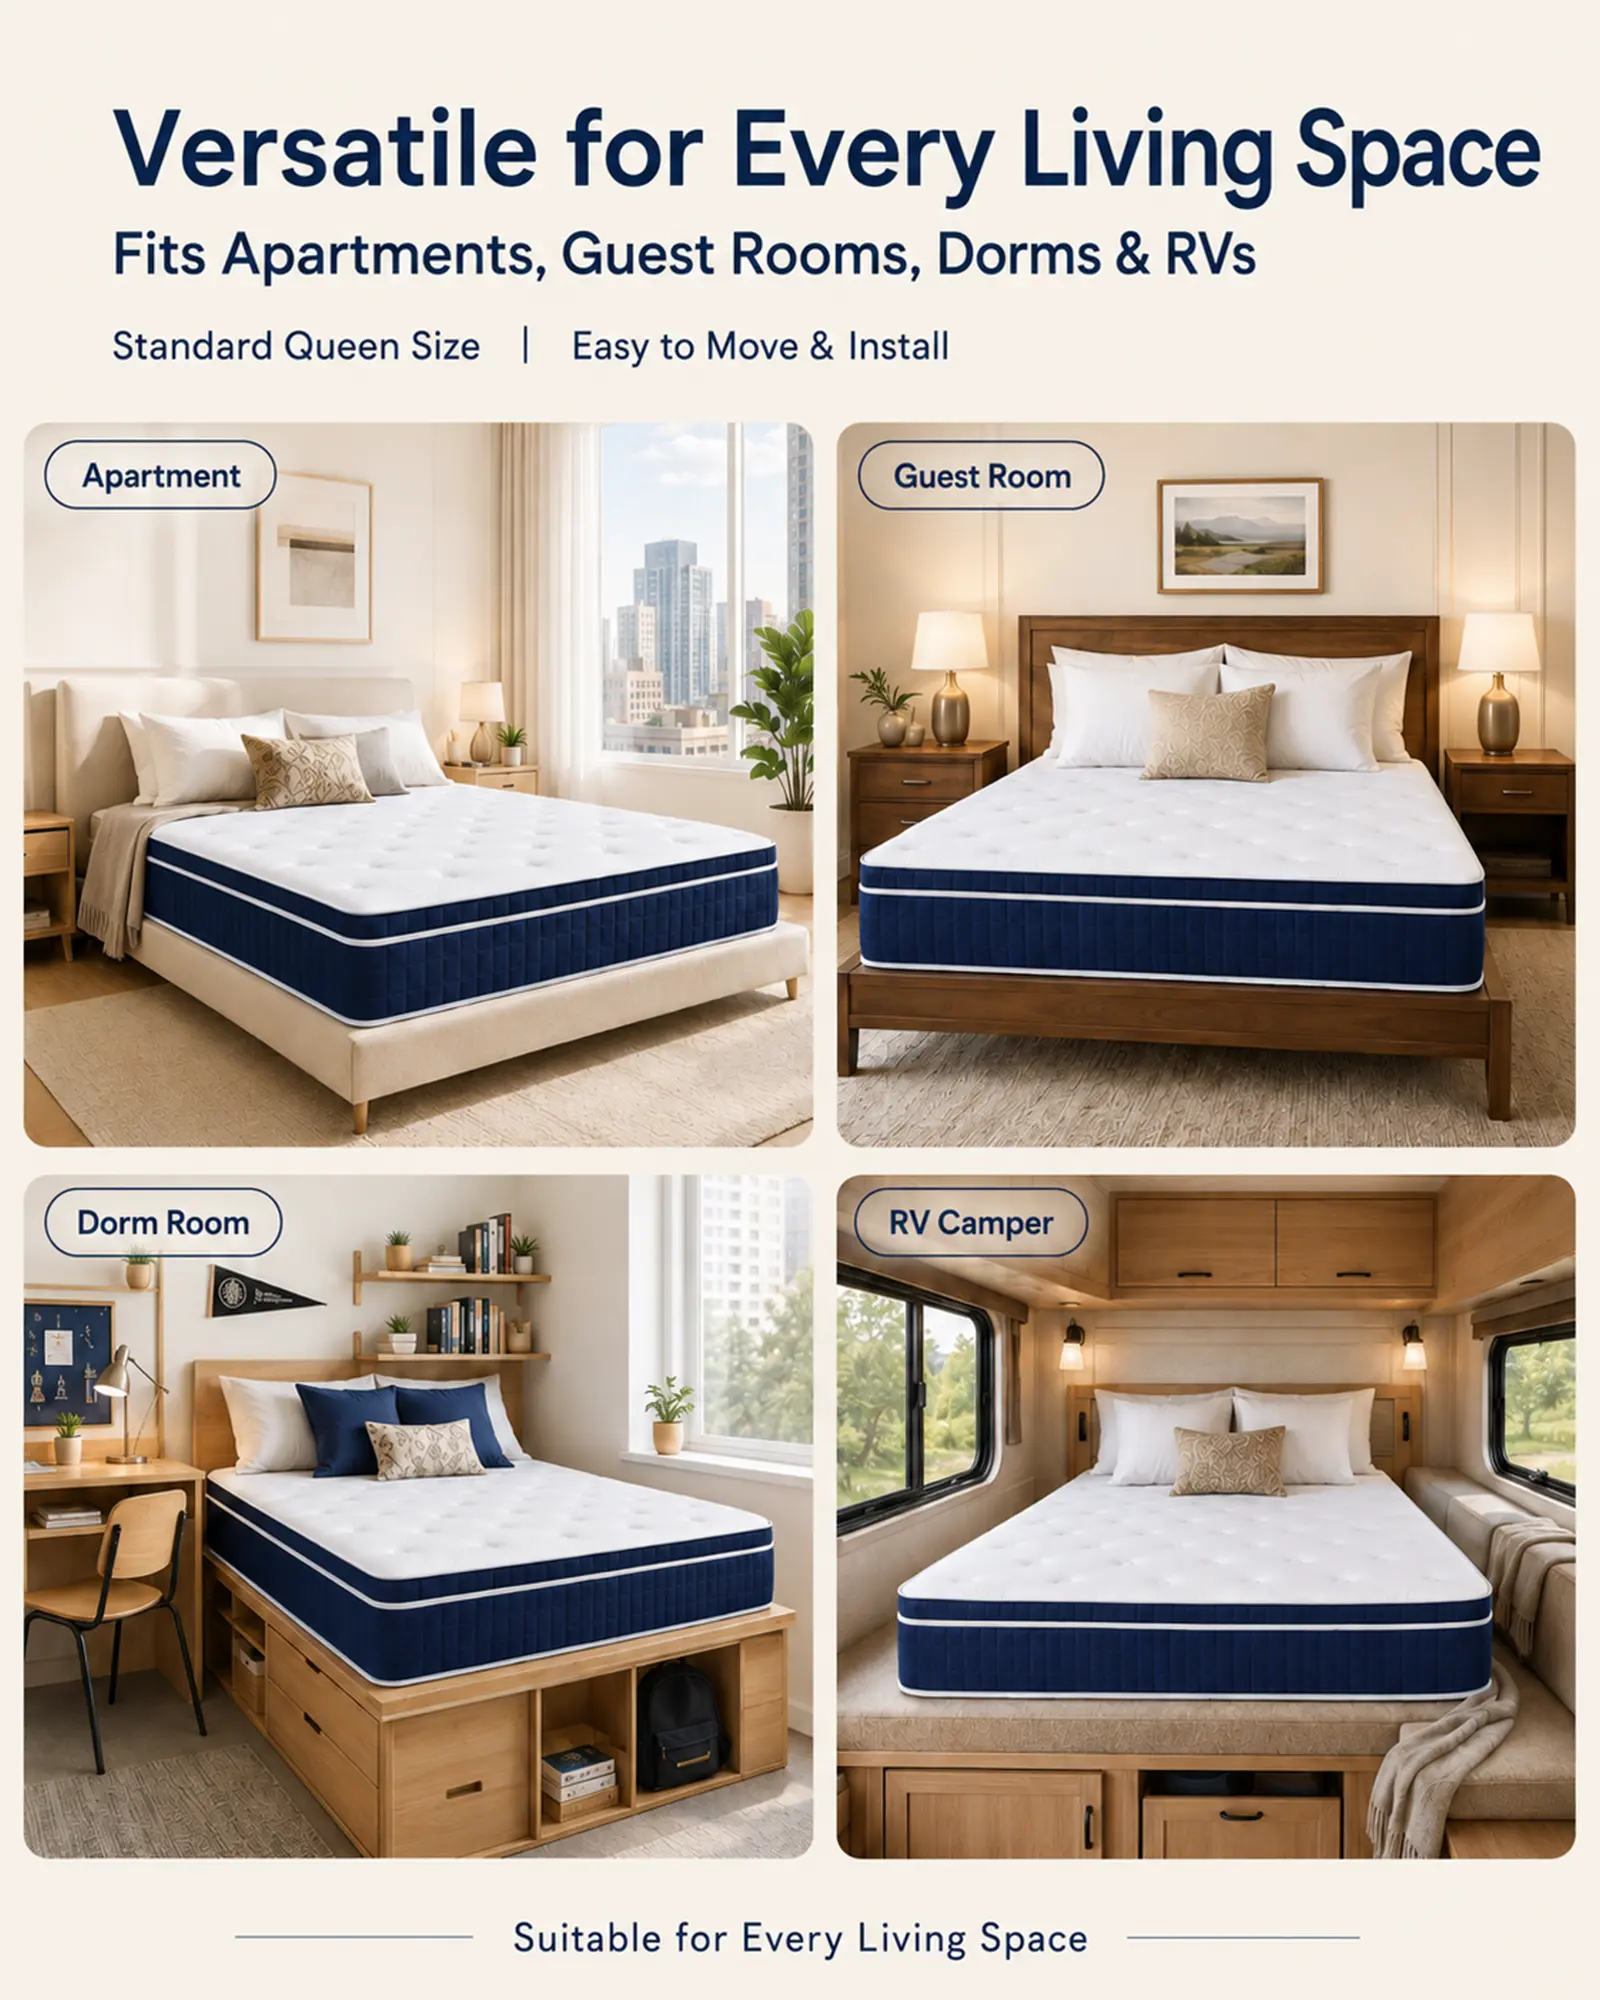 Versatile for Every Living Space
Fits Apartments, Guest Rooms, Dorms & RVs
Standard Queen Size | Easy to Move & Install
Apartment
Guest Room
Dorm Room
RV Camper
Suitable for Every Living Space